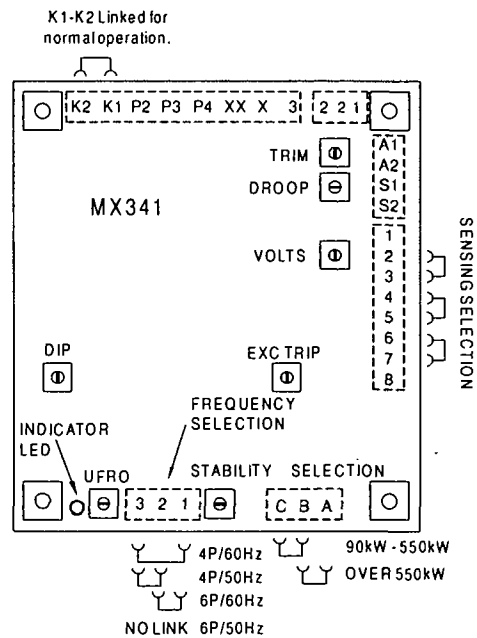 K1-K2 Linked for
normal operation.
K2 K1 P2 P3 P4 XX X 3 2 2 1
TRIM
A1
A2
DROOP
S1
S2
MX341
1
VOLTS
2
3
4
5
6
7
8
SENSING SELECTION
DIP
EXC TRIP
FREQUENCY
SELECTION
INDICATOR
LED
UFRO
STABILITY SELECTION
3 2 1
C B A
4P/60Hz
90kW - 550kW
4P/50Hz
OVER 550kW
6P/60Hz
NO LINK 6P/50Hz